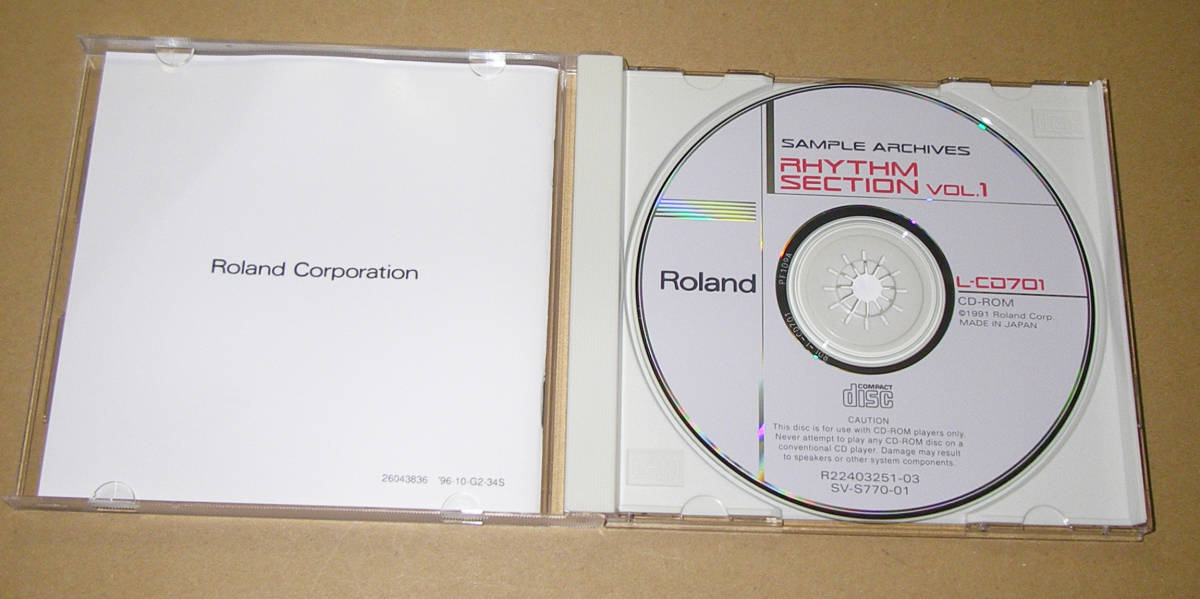 Roland Corporation
26043836 '96-10-G2-34S
SAMPLE ARCHIVES
RHYTHM
SECTION VOL.1
Roland
L-CD701
CD-ROM
©1991 Roland Corp.
MADE IN JAPAN
PF109A
COMPACT
disc
CAUTION
This disc is for use with CD-ROM players only.
Never attempt to play any CD-ROM disc on a
conventional CD player. Damage may result
to speakers or other system components.
R22403251-03
SV-S770-01